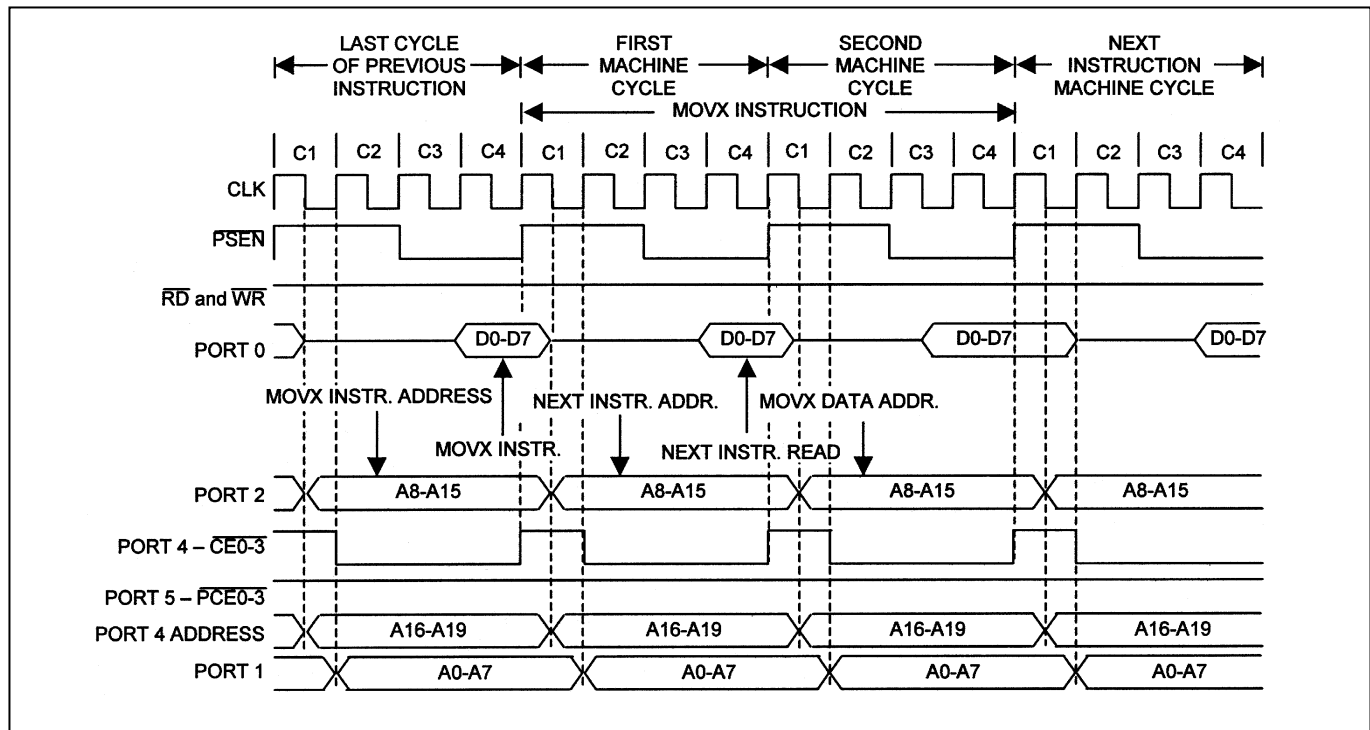 LAST CYCLE OF PREVIOUS INSTRUCTION
FIRST MACHINE CYCLE
SECOND MACHINE CYCLE
NEXT INSTRUCTION MACHINE CYCLE
MOVX INSTRUCTION
C1 C2 C3 C4 C1 C2 C3 C4 C1 C2 C3 C4 C1 C2 C3 C4
CLK
PSEN
RD and WR
PORT 0 D0-D7 D0-D7 D0-D7 D0-D7
MOVX INSTR. ADDRESS NEXT INSTR. ADDR. MOVX DATA ADDR.
MOVX INSTR. NEXT INSTR. READ
PORT 2 A8-A15 A8-A15 A8-A15 A8-A15
PORT 4 – CE0-3
PORT 5 – PCE0-3
PORT 4 ADDRESS A16-A19 A16-A19 A16-A19 A16-A19
PORT 1 A0-A7 A0-A7 A0-A7 A0-A7